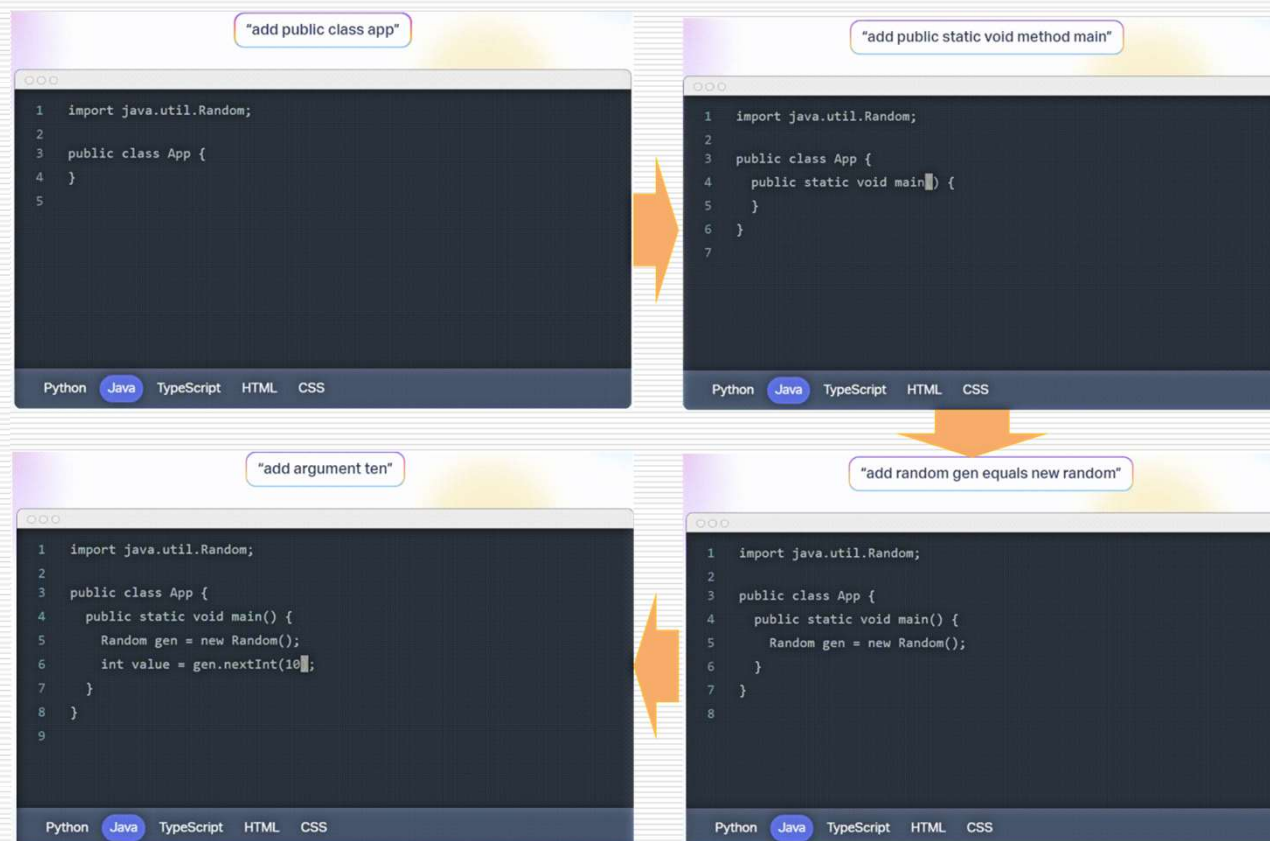 “add public class app”
1 import java.util.Random;
2
3 public class App {
4 }
5
Python Java TypeScript HTML CSS
“add public static void method main”
1 import java.util.Random;
2
3 public class App {
4 public static void main ) {
5 }
6 }
7
Python Java TypeScript HTML CSS
“add random gen equals new random”
1 import java.util.Random;
2
3 public class App {
4 public static void main() {
5 Random gen = new Random();
6 }
7 }
8
Python Java TypeScript HTML CSS
“add argument ten”
1 import java.util.Random;
2
3 public class App {
4 public static void main() {
5 Random gen = new Random();
6 int value = gen.nextInt(10 ;
7 }
8 }
9
Python Java TypeScript HTML CSS